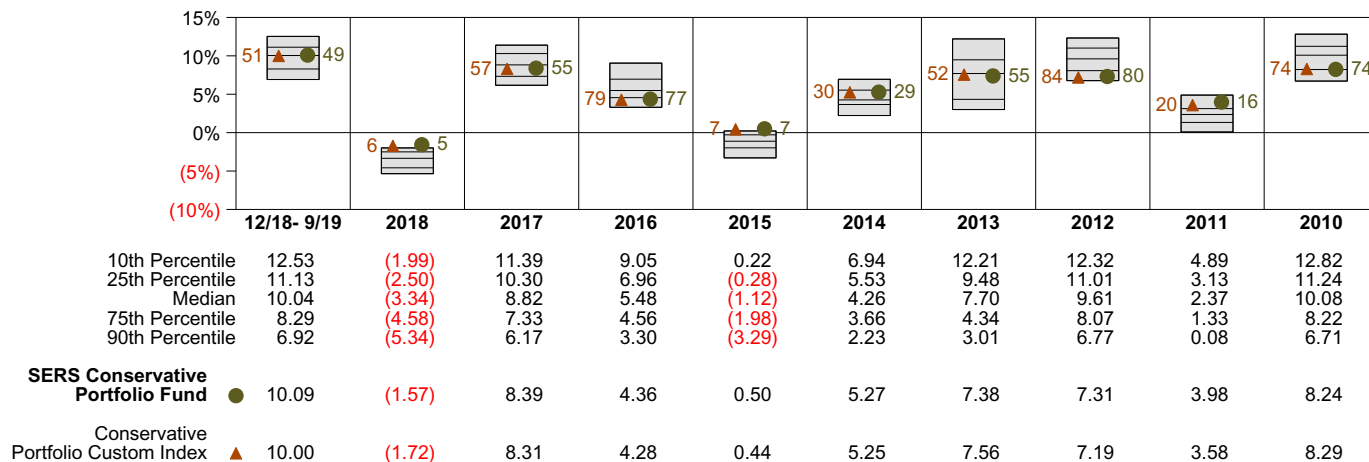 15%
10%
5%
0%
(5%)
(10%)
51 49
6 5
57 55
79 77
7 7
30 29
52 55
84 80
20 16
74 74
12/18- 9/19 2018 2017 2016 2015 2014 2013 2012 2011 2010
10th Percentile 12.53 (1.99) 11.39 9.05 0.22 6.94 12.21 12.32 4.89 12.82
25th Percentile 11.13 (2.50) 10.30 6.96 (0.28) 5.53 9.48 11.01 3.13 11.24
Median 10.04 (3.34) 8.82 5.48 (1.12) 4.26 7.70 9.61 2.37 10.08
75th Percentile 8.29 (4.58) 7.33 4.56 (1.98) 3.66 4.34 8.07 1.33 8.22
90th Percentile 6.92 (5.34) 6.17 3.30 (3.29) 2.23 3.01 6.77 0.08 6.71
SERS Conservative
Portfolio Fund 10.09 (1.57) 8.39 4.36 0.50 5.27 7.38 7.31 3.98 8.24
Conservative
Portfolio Custom Index 10.00 (1.72) 8.31 4.28 0.44 5.25 7.56 7.19 3.58 8.29